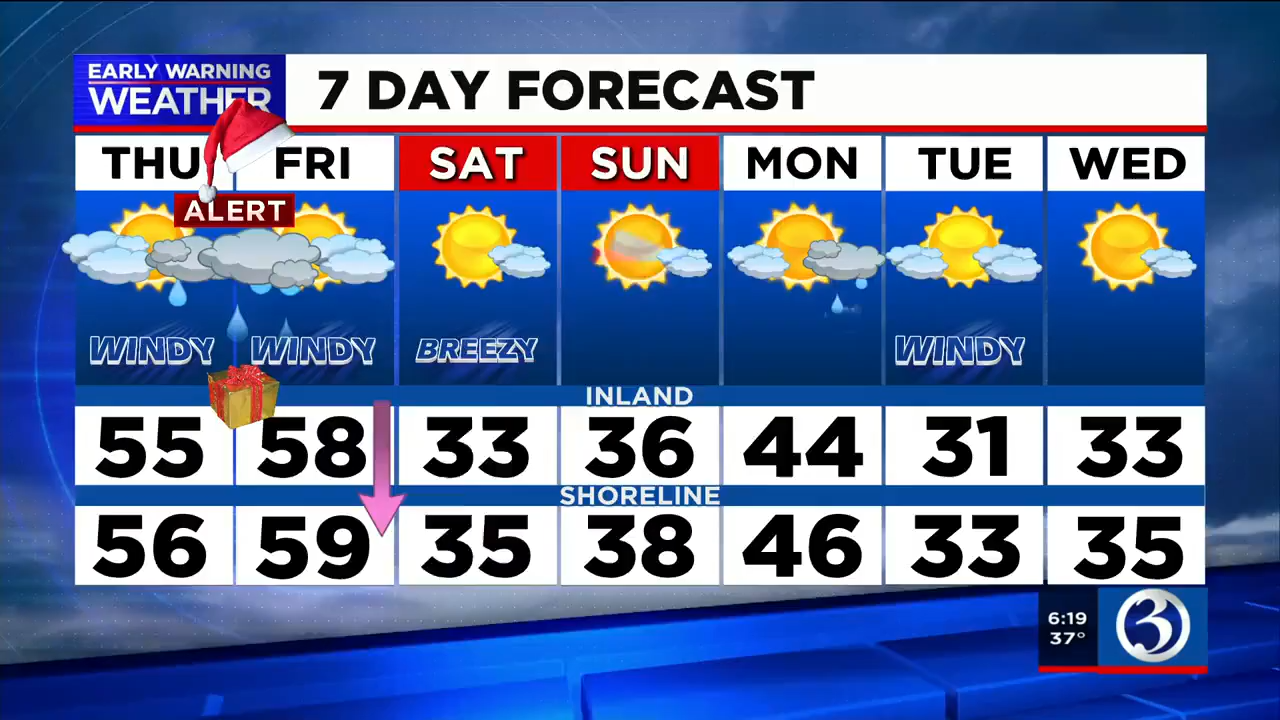 EARLY WARNING
WEATHER
7 DAY FORECAST
THU FRI SAT SUN MON TUE WED
ALERT
WINDY WINDY BREEZY WINDY
INLAND
55 58 33 36 44 31 33
SHORELINE
56 59 35 38 46 33 35
6:19
37°
3